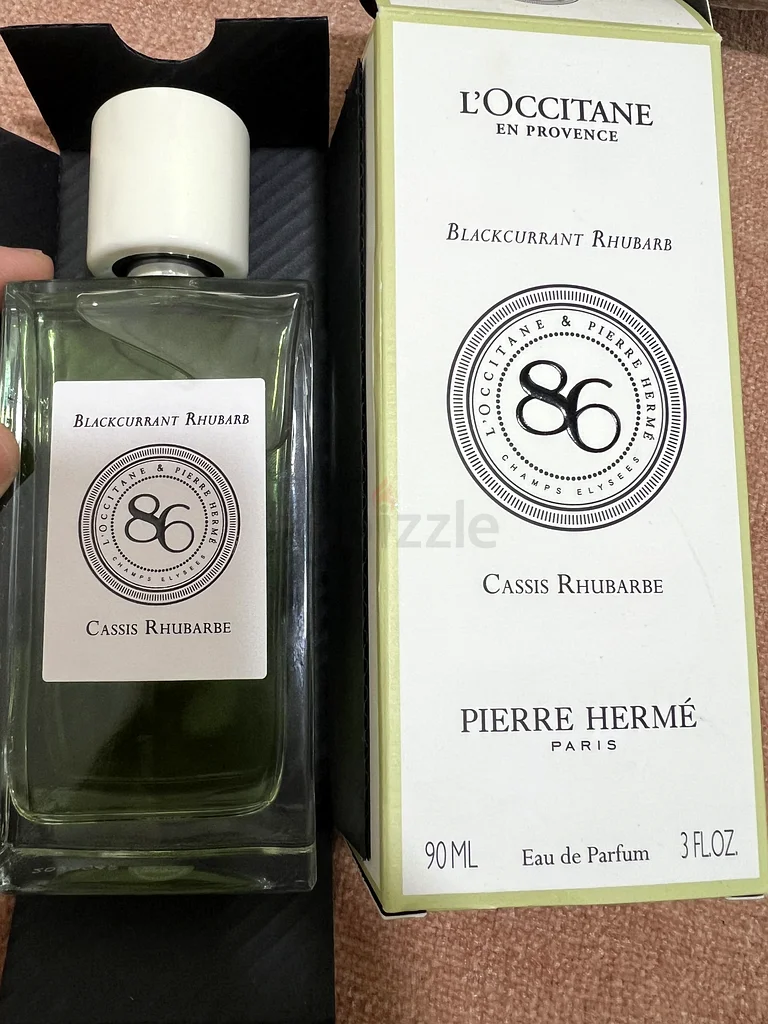 BLACKCURRANT RHUBARB
L'OCCITANE & PIERRE HERMÉ
86
CHAMPS ELYSEES
CASSIS RHUBARBE
L'OCCITANE
EN PROVENCE
BLACKCURRANT RHUBARB
L'OCCITANE & PIERRE HERMÉ
86
CHAMPS ELYSEES
CASSIS RHUBARBE
PIERRE HERMÉ
PARIS
90 ML Eau de Parfum 3 FL.OZ.